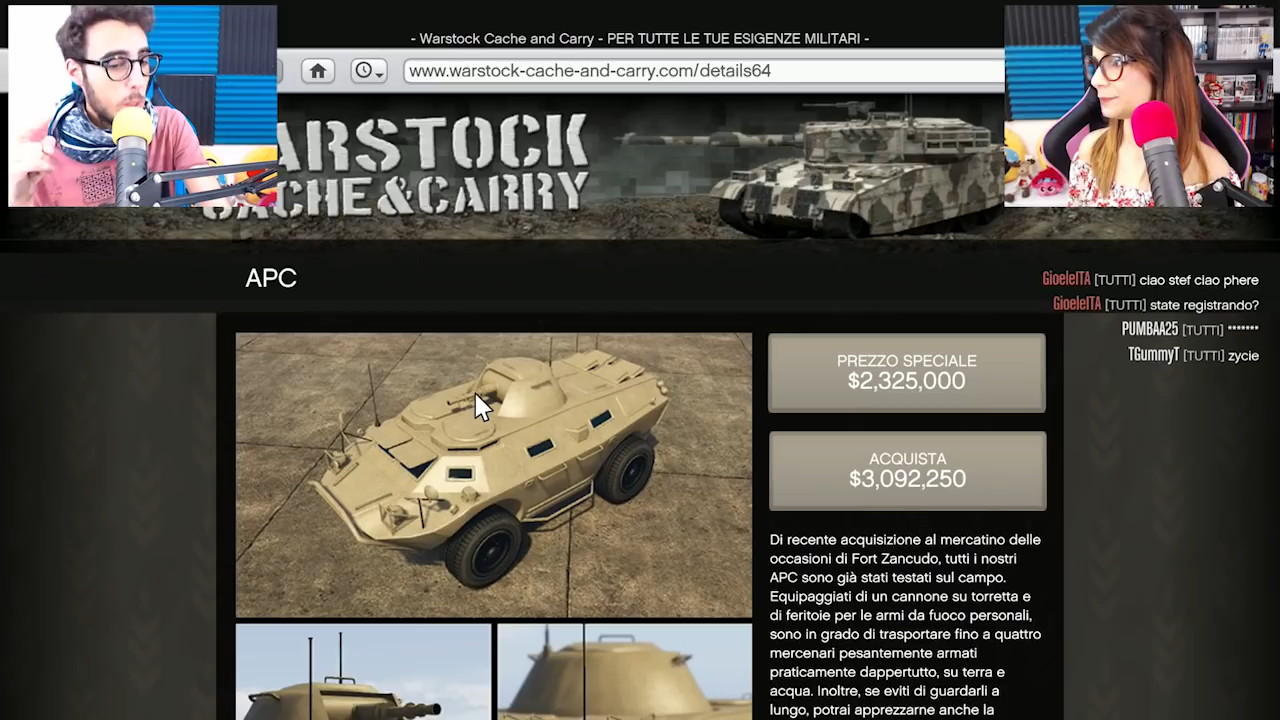 - Warstock Cache and Carry - PER TUTTE LE TUE ESIGENZE MILITARI -
www.warstock-cache-and-carry.com/details64
ARSTOCK
CACHE&CARRY
APC
GioeleITA [TUTTI] ciao stef ciao phere
GioeleITA [TUTTI] state registrando?
PUMBAA25 [TUTTI] *******
TGummyT [TUTTI] zycie
PREZZO SPECIALE
$2,325,000
ACQUISTA
$3,092,250
Di recente acquisizione al mercatino delle
occasioni di Fort Zancudo, tutti i nostri
APC sono già stati testati sul campo.
Equipaggiati di un cannone su torretta e
di feritoie per le armi da fuoco personali,
sono in grado di trasportare fino a quattro
mercenari pesantemente armati
praticamente dappertutto, su terra e
acqua. Inoltre, se eviti di guardarli a
lungo, potrai apprezzarne anche la